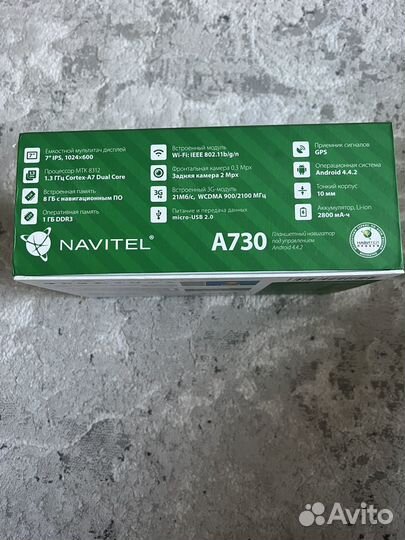 Ёмкостной мультитач дисплей
7" IPS, 1024×600
Процессор MTK 8312
1.3 ГГц Cortex-A7 Dual Core
Встроенная память
8 ГБ с навигационным ПО
Оперативная память
1 ГБ DDR3
Встроенный модуль
Wi-Fi: IEEE 802.11b/g/n
Фронтальная камера 0,3 Mpx
Задняя камера 2 Mpx
3G
Встроенный 3G-модуль
21Мб/с, WCDMA 900/2100 МГц
Питание и передача данных
micro-USB 2.0
Приемник сигналов
GPS
Операционная система
Android 4.4.2
Тонкий корпус
10 мм
Аккумулятор, Li-ion
2800 мА·ч
NAVITEL®
A730
Планшетный навигатор
под управлением
Android 4.4.2
НАВИТЕЛ
Avito